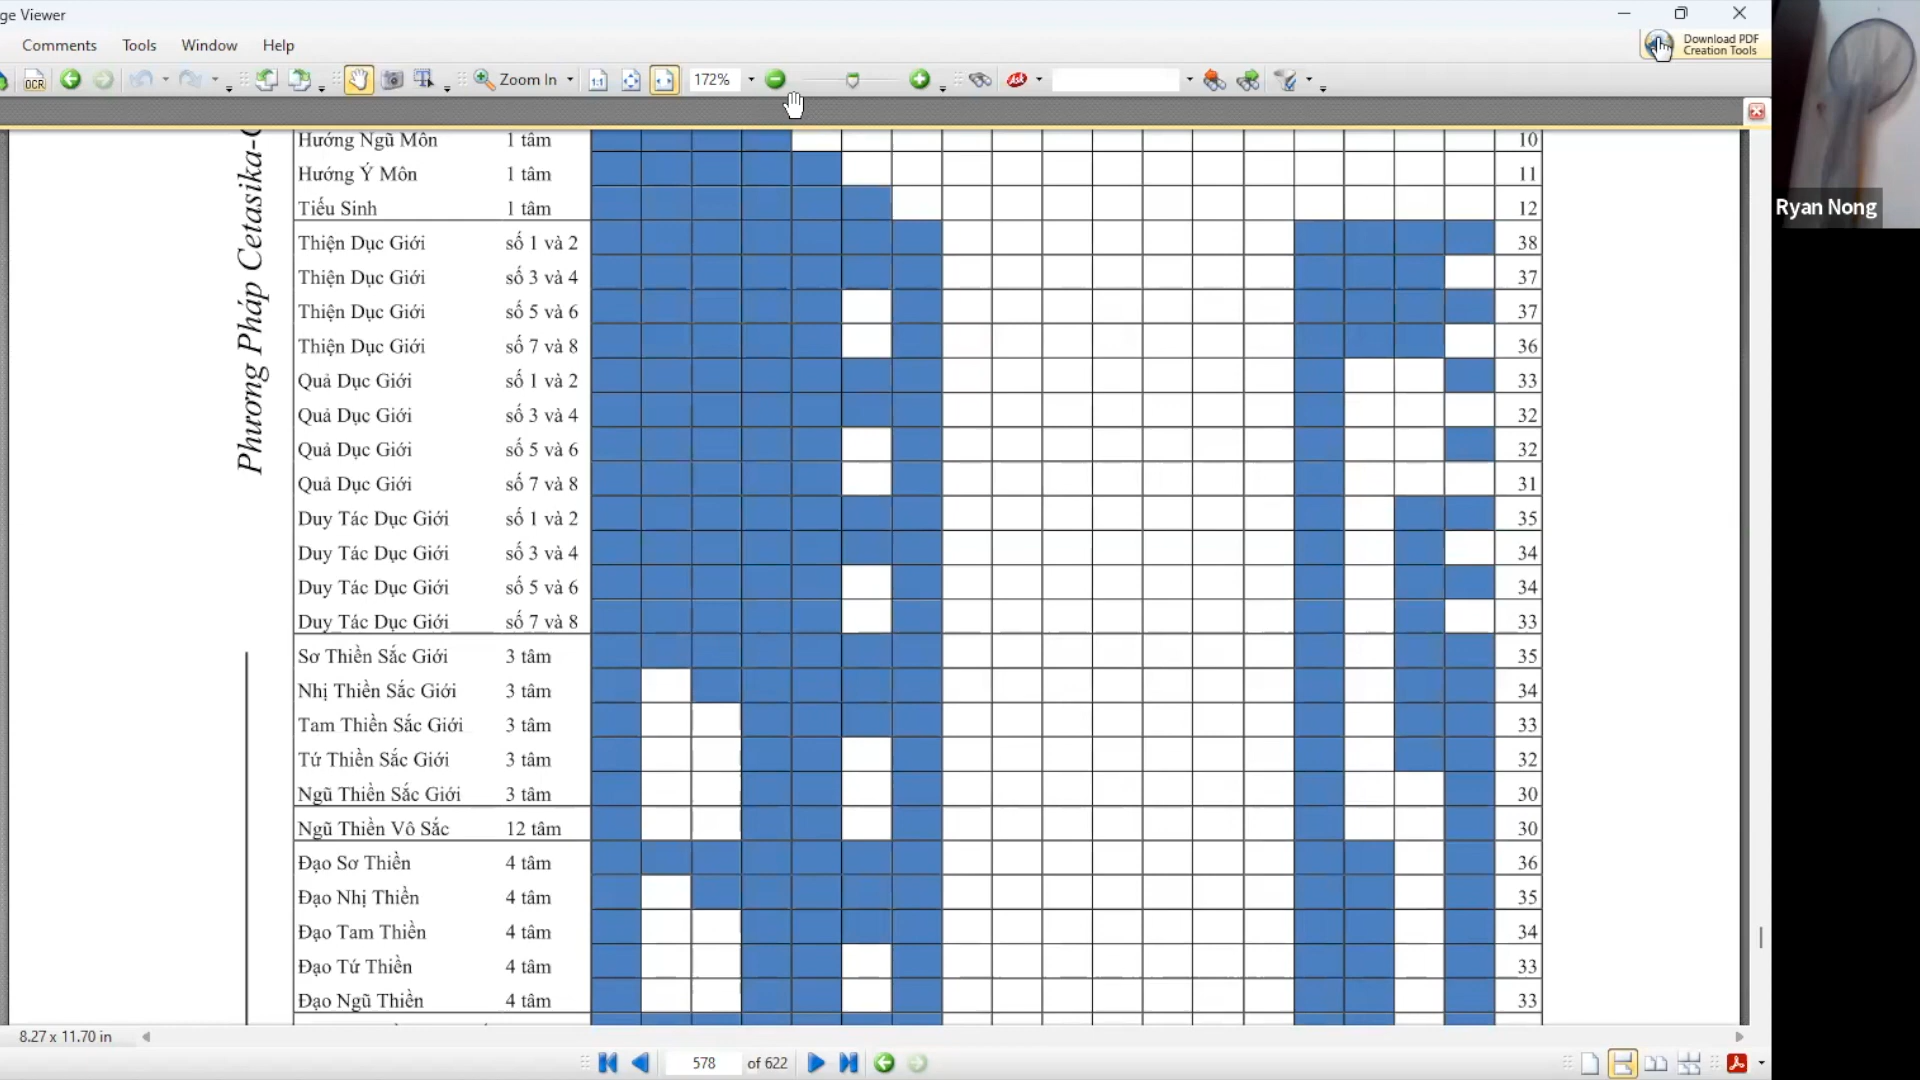 ge Viewer
Comments Tools Window Help
Download PDF
Creation Tools
OCR
Zoom In
1:1
172%
Ask
Ryan Nong
Phương Pháp Cetasika-
Hướng Ngũ Môn 1 tâm 10
Hướng Ý Môn 1 tâm 11
Tiếu Sinh 1 tâm 12
Thiện Dục Giới số 1 và 2 38
Thiện Dục Giới số 3 và 4 37
Thiện Dục Giới số 5 và 6 37
Thiện Dục Giới số 7 và 8 36
Quả Dục Giới số 1 và 2 33
Quả Dục Giới số 3 và 4 32
Quả Dục Giới số 5 và 6 32
Quả Dục Giới số 7 và 8 31
Duy Tác Dục Giới số 1 và 2 35
Duy Tác Dục Giới số 3 và 4 34
Duy Tác Dục Giới số 5 và 6 34
Duy Tác Dục Giới số 7 và 8 33
Sơ Thiền Sắc Giới 3 tâm 35
Nhị Thiền Sắc Giới 3 tâm 34
Tam Thiền Sắc Giới 3 tâm 33
Tứ Thiền Sắc Giới 3 tâm 32
Ngũ Thiền Sắc Giới 3 tâm 30
Ngũ Thiền Vô Sắc 12 tâm 30
Đạo Sơ Thiền 4 tâm 36
Đạo Nhị Thiền 4 tâm 35
Đạo Tam Thiền 4 tâm 34
Đạo Tứ Thiền 4 tâm 33
Đạo Ngũ Thiền 4 tâm 33
8.27 x 11.70 in
578 of 622